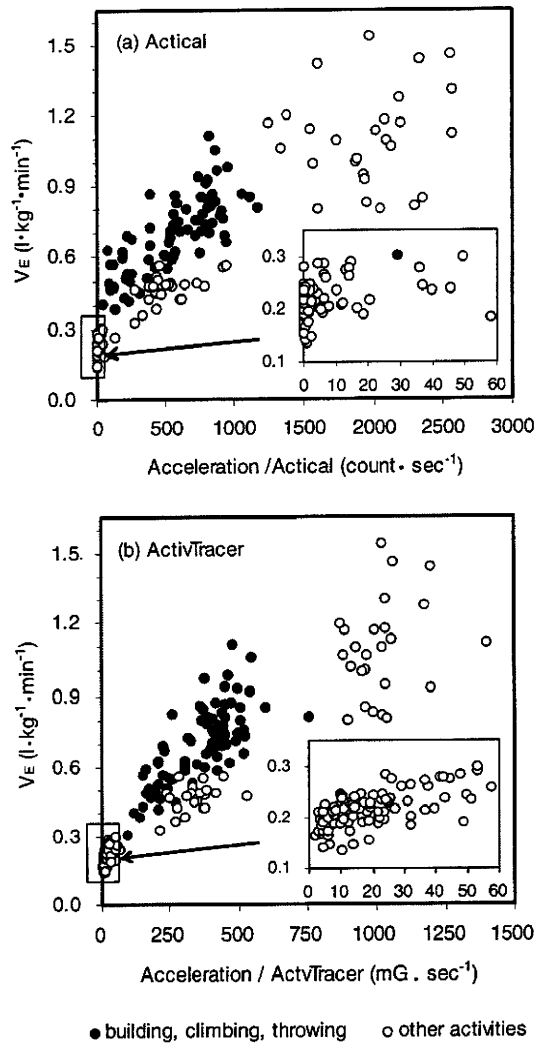 (a) Actical
1.5
1.2
0.9
0.6
0.3
0.0
V E (l·kg⁻¹·min⁻¹)
0.3
0.2
0.1
0 10 20 30 40 50 60
0 500 1000 1500 2000 2500 3000
Acceleration /Actical (count· sec⁻¹)
(b) ActivTracer
1.5.
1.2
0.9
0.6
0.3
0.0
V E (l·kg⁻¹·min⁻¹)
0.3
0.2
0.1
0 10 20 30 40 50 60
0 250 500 750 1000 1250 1500
Acceleration / ActvTracer (mG . sec⁻¹)
● building, climbing, throwing ○ other activities